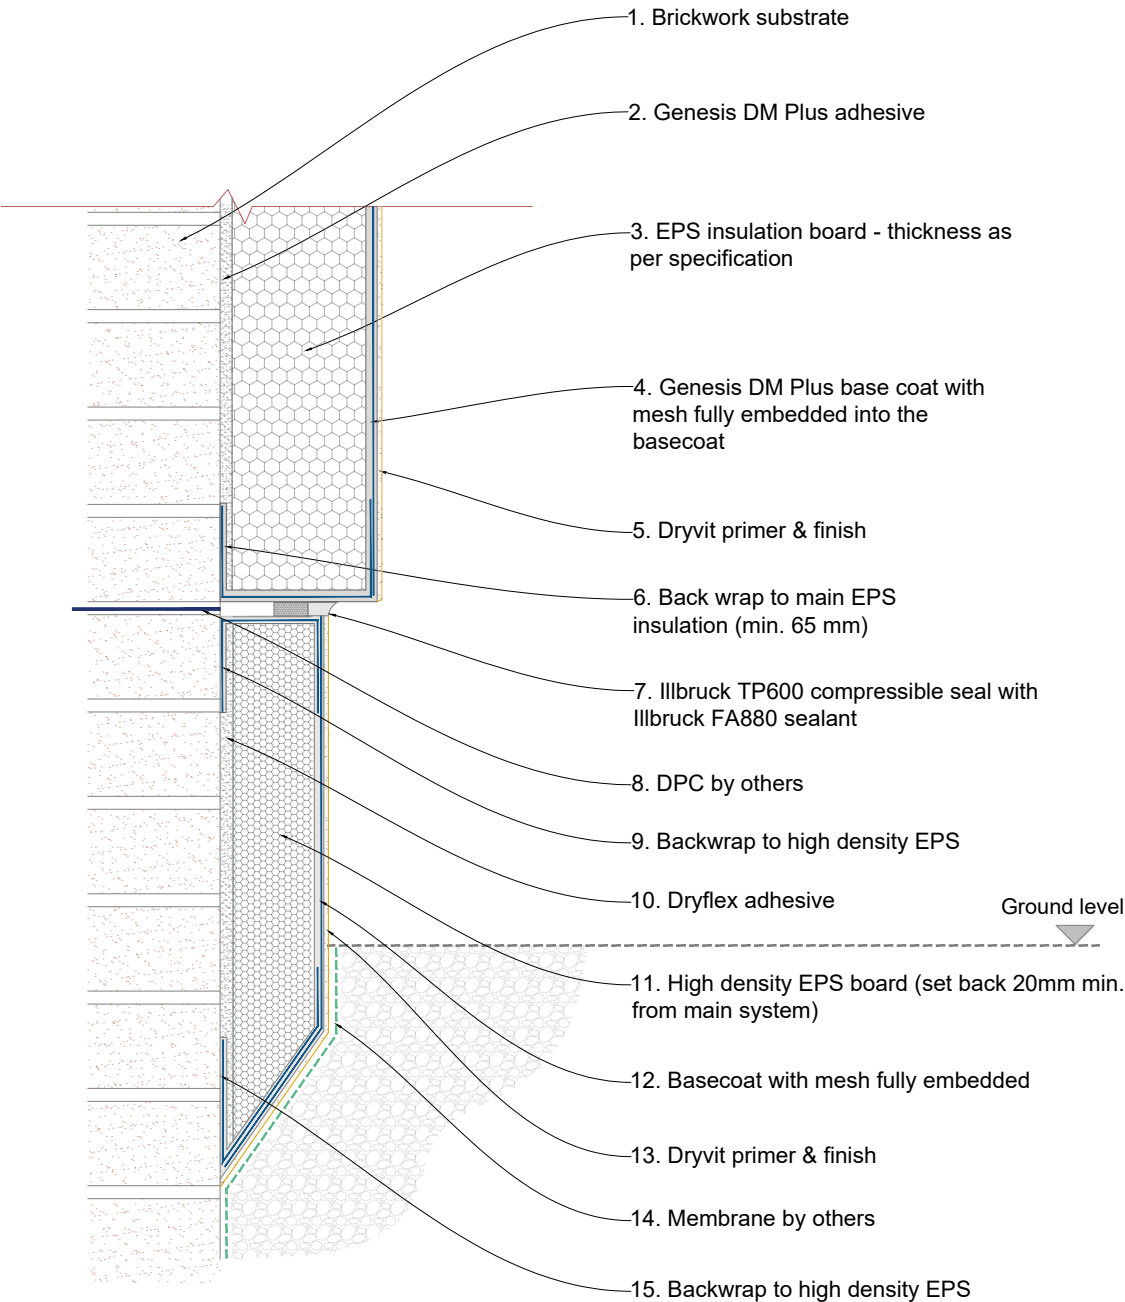 1. Brickwork substrate
2. Genesis DM Plus adhesive
3. EPS insulation board - thickness as
per specification
4. Genesis DM Plus base coat with
mesh fully embedded into the
basecoat
5. Dryvit primer & finish
6. Back wrap to main EPS
insulation (min. 65 mm)
7. Illbruck TP600 compressible seal with
Illbruck FA880 sealant
8. DPC by others
9. Backwrap to high density EPS
10. Dryflex adhesive
Ground level
11. High density EPS board (set back 20mm min.
from main system)
12. Basecoat with mesh fully embedded
13. Dryvit primer & finish
14. Membrane by others
15. Backwrap to high density EPS